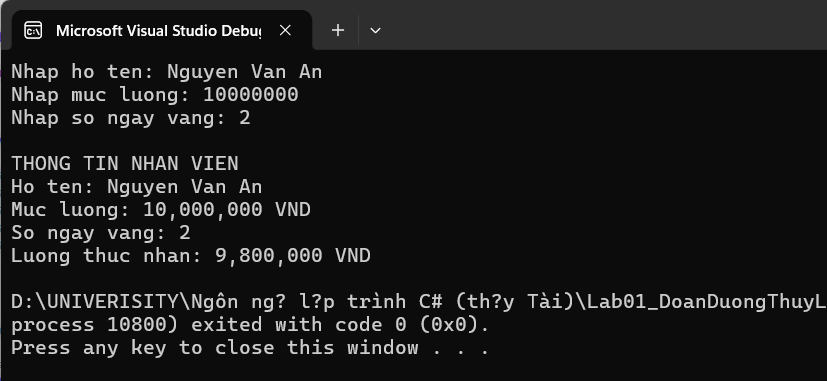 Microsoft Visual Studio Debu
Nhap ho ten: Nguyen Van An
Nhap muc luong: 10000000
Nhap so ngay vang: 2
THONG TIN NHAN VIEN
Ho ten: Nguyen Van An
Muc luong: 10,000,000 VND
So ngay vang: 2
Luong thuc nhan: 9,800,000 VND
D:\UNIVERISITY\Ngôn ng? l?p trình C# (th?y Tài)\Lab01_DoanDuongThuyL
process 10800) exited with code 0 (0x0).
Press any key to close this window . . .